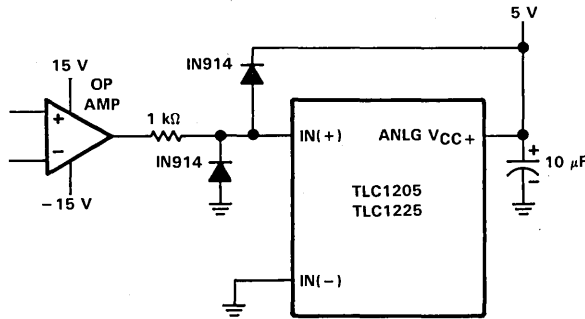 5 V
15 V
OP
AMP
IN914
+
−
1 kΩ
IN914
−15 V
IN(+)
ANLG VCC+
TLC1205
TLC1225
IN(−)
+
10 μF
−